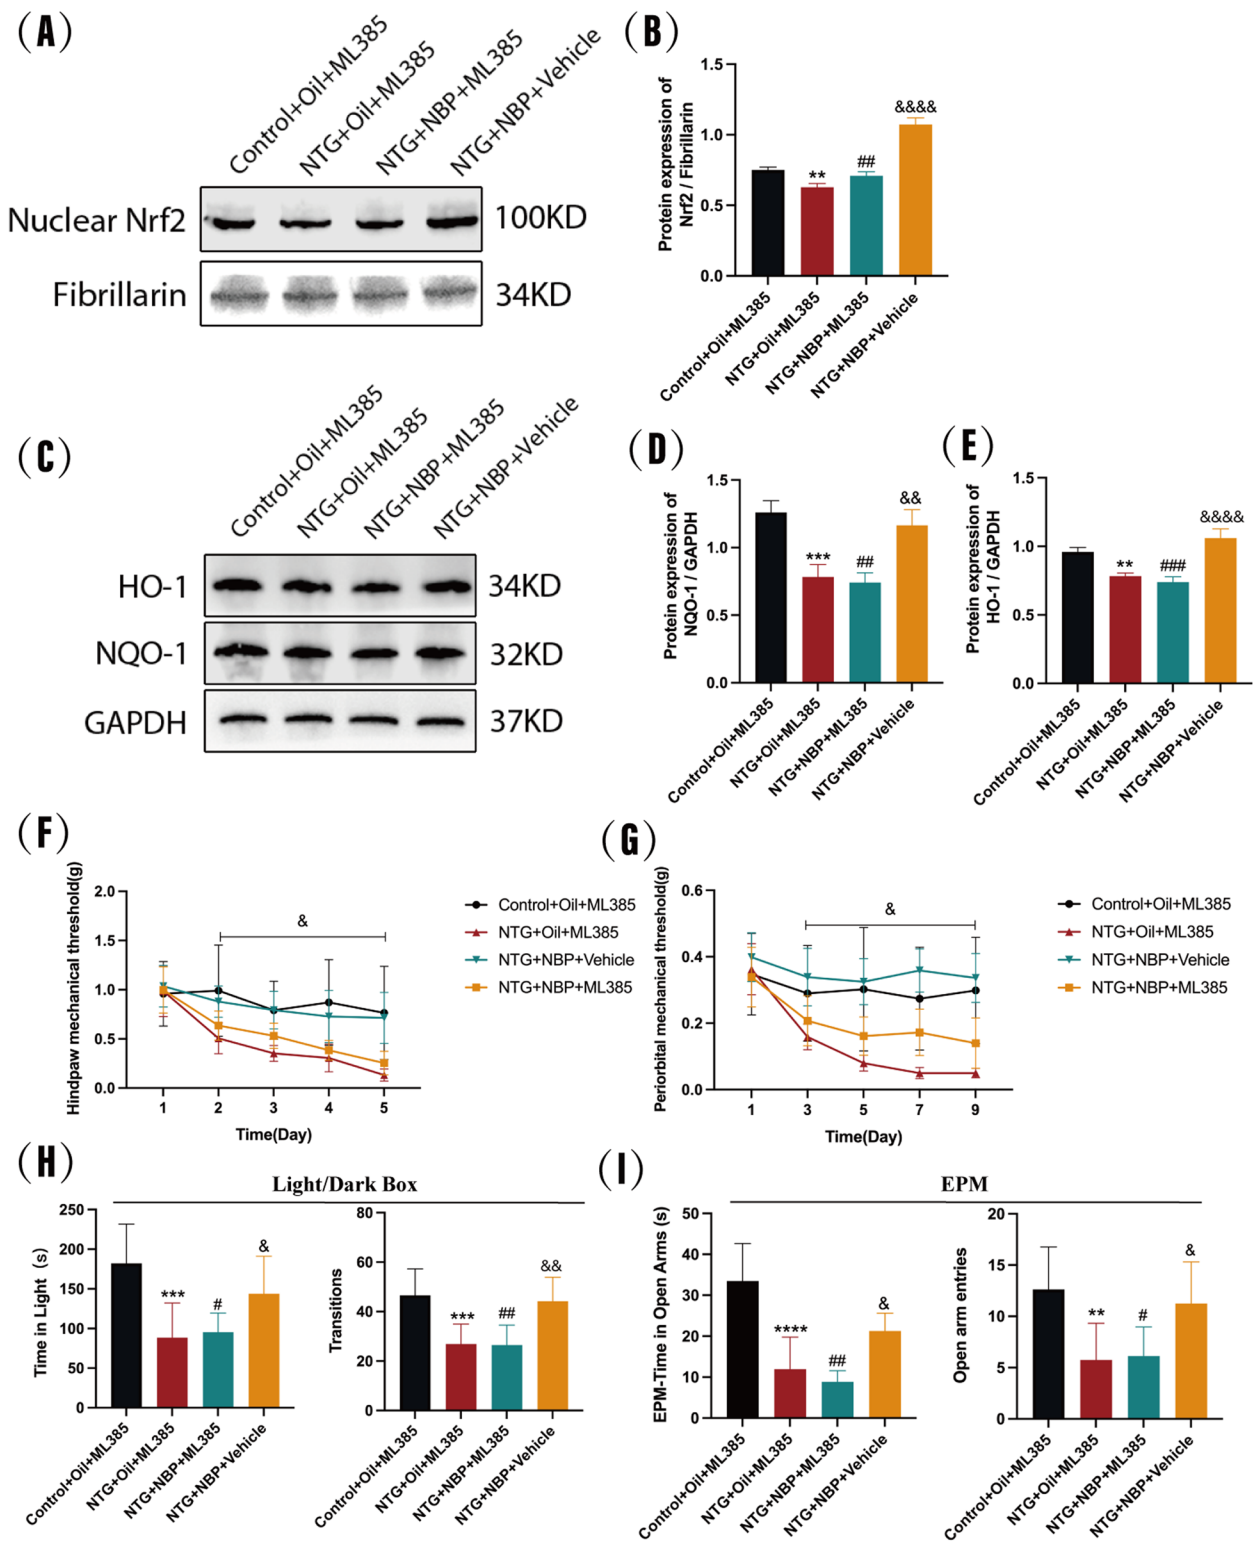 (A)
Control+Oil+ML385
NTG+Oil+ML385
NTG+NBP+ML385
NTG+NBP+Vehicle
Nuclear Nrf2
100KD
Fibrillarin
34KD
(B)
Protein expression of
Nrf2 / Fibrillarin
1.5
1.0
0.5
0.0
**
##
&&&&
Control+Oil+ML385
NTG+Oil+ML385
NTG+NBP+ML385
NTG+NBP+Vehicle
(C)
Control+Oil+ML385
NTG+Oil+ML385
NTG+NBP+ML385
NTG+NBP+Vehicle
HO-1
34KD
NQO-1
32KD
GAPDH
37KD
(D)
Protein expression of
NQO-1 / GAPDH
1.5
1.0
0.5
0.0
***
##
&&
Control+Oil+ML385
NTG+Oil+ML385
NTG+NBP+ML385
NTG+NBP+Vehicle
(E)
Protein expression of
HO-1 / GAPDH
1.5
1.0
0.5
0.0
**
###
&&&&
Control+Oil+ML385
NTG+Oil+ML385
NTG+NBP+ML385
NTG+NBP+Vehicle
(F)
Hindpaw mechanical threshold(g)
2.0
1.5
1.0
0.5
0.0
&
1 2 3 4 5
Time(Day)
Control+Oil+ML385
NTG+Oil+ML385
NTG+NBP+Vehicle
NTG+NBP+ML385
(G)
Periorbital mechanical threshold(g)
0.6
0.4
0.2
0.0
&
1 3 5 7 9
Time(Day)
Control+Oil+ML385
NTG+Oil+ML385
NTG+NBP+Vehicle
NTG+NBP+ML385
(H)
Light/Dark Box
Time in Light (s)
250
200
150
100
50
0
***
#
&
Control+Oil+ML385
NTG+Oil+ML385
NTG+NBP+ML385
NTG+NBP+Vehicle
Transitions
80
60
40
20
0
***
##
&&
Control+Oil+ML385
NTG+Oil+ML385
NTG+NBP+ML385
NTG+NBP+Vehicle
(I)
EPM
EPM-Time in Open Arms (s)
50
40
30
20
10
0
****
##
&
Control+Oil+ML385
NTG+Oil+ML385
NTG+NBP+ML385
NTG+NBP+Vehicle
Open arm entries
20
15
10
5
0
**
#
&
Control+Oil+ML385
NTG+Oil+ML385
NTG+NBP+ML385
NTG+NBP+Vehicle